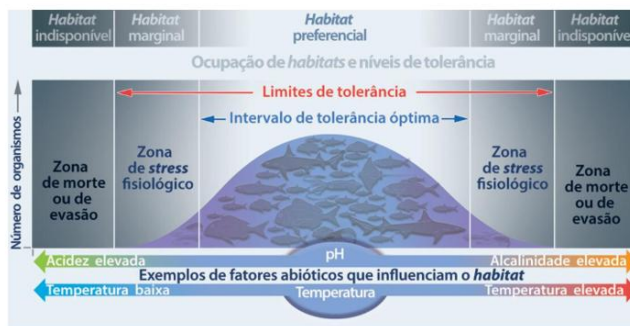 Habitat
indisponível
Habitat
marginal
Habitat
preferencial
Habitat
marginal
Habitat
indisponível
Ocupação de habitats e níveis de tolerância
Limites de tolerância
Intervalo de tolerância óptima
Número de organismos
Zona
de morte
ou de
evasão
Zona
de stress
fisiológico
Zona
de stress
fisiológico
Zona
de morte
ou de
evasão
Acidez elevada
pH
Alcalinidade elevada
Exemplos de fatores abióticos que influenciam o habitat
Temperatura baixa
Temperatura
Temperatura elevada